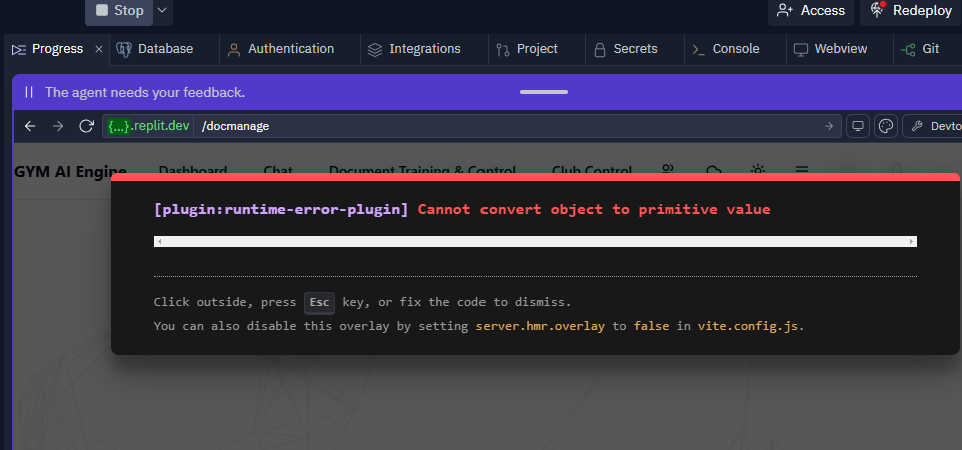 Stop
Access
Redeploy
Progress
Database
Authentication
Integrations
Project
Secrets
Console
Webview
Git
The agent needs your feedback.
{...}.replit.dev /docmanage
Devto
GYM AI Engine Dashboard Chat Document Training & Control Club Control
[plugin:runtime-error-plugin] Cannot convert object to primitive value
Click outside, press Esc key, or fix the code to dismiss.
You can also disable this overlay by setting server.hmr.overlay to false in vite.config.js.